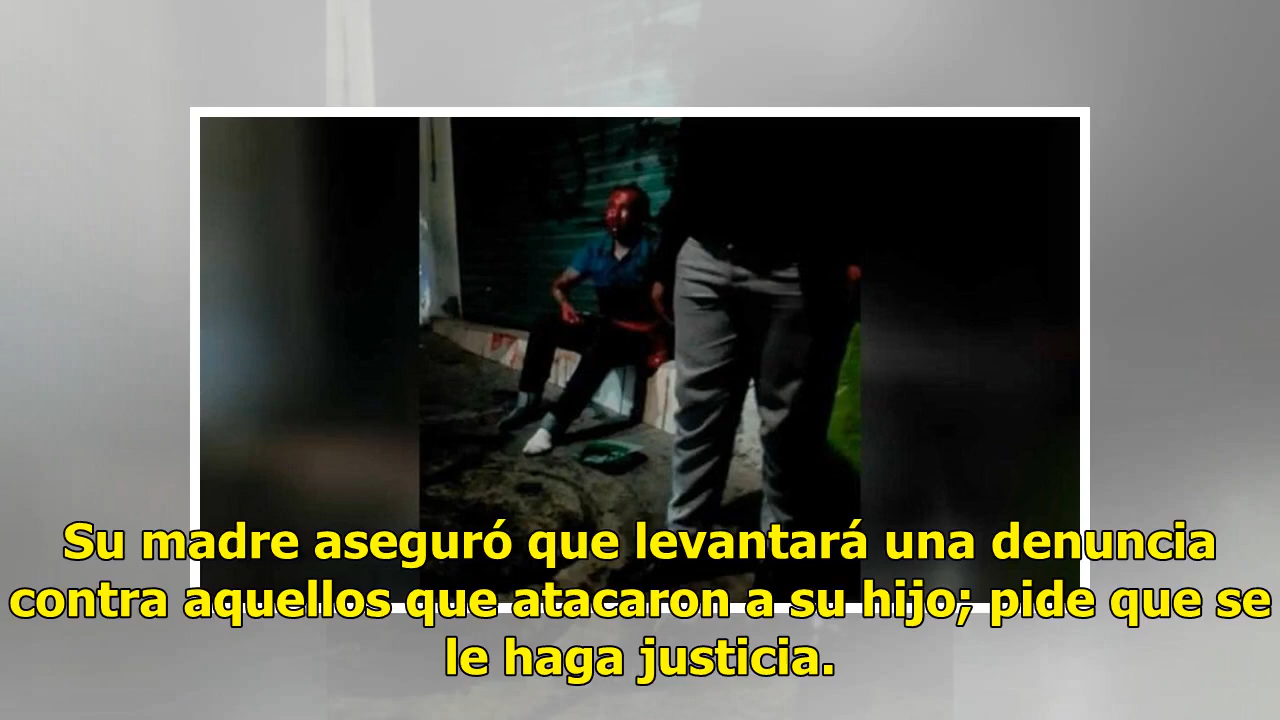 Su madre aseguró que levantará una denuncia
contra aquellos que atacaron a su hijo; pide que se
le haga justicia.